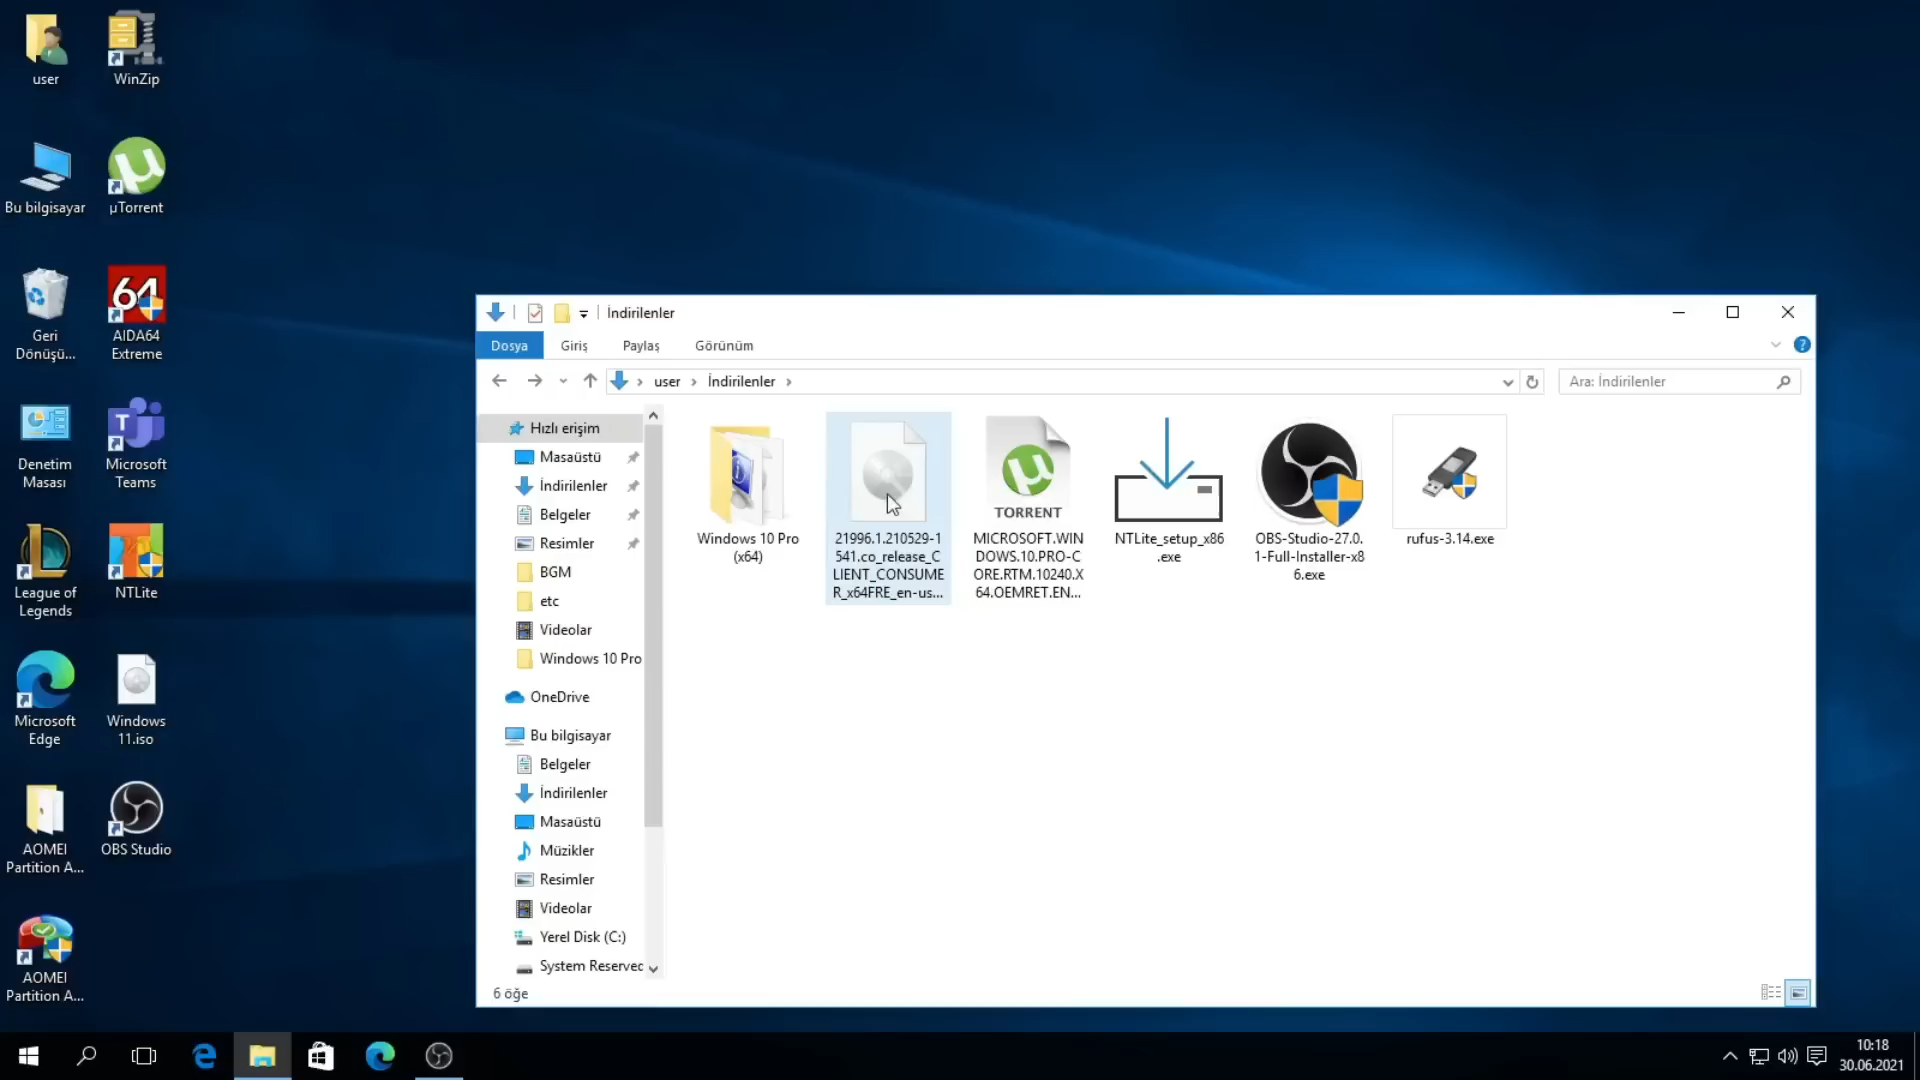 user
WinZip
Bu bilgisayar
µTorrent
Geri
Dönüşü...
64
AIDA64
Extreme
Denetim
Masası
Microsoft
Teams
League of
Legends
NTLite
Microsoft
Edge
Windows
11.iso
AOMEI
Partition A...
OBS Studio
AOMEI
Partition A...
İndirilenler
Dosya
Giriş
Paylaş
Görünüm
user
İndirilenler
Ara: İndirilenler
Hızlı erişim
Masaüstü
İndirilenler
Belgeler
Resimler
BGM
etc
Videolar
Windows 10 Pro
OneDrive
Bu bilgisayar
Belgeler
İndirilenler
Masaüstü
Müzikler
Resimler
Videolar
Yerel Disk (C:)
System Reserved
Windows 10 Pro
(x64)
21996.1.210529-1
541.co_release_C
LIENT_CONSUME
R_x64FRE_en-us...
TORRENT
MICROSOFT.WIN
DOWS.10.PRO-C
ORE.RTM.10240.X
64.OEMRET.EN...
NTLite_setup_x86
.exe
OBS-Studio-27.0.
1-Full-Installer-x8
6.exe
rufus-3.14.exe
6 öğe
10:18
30.06.2021